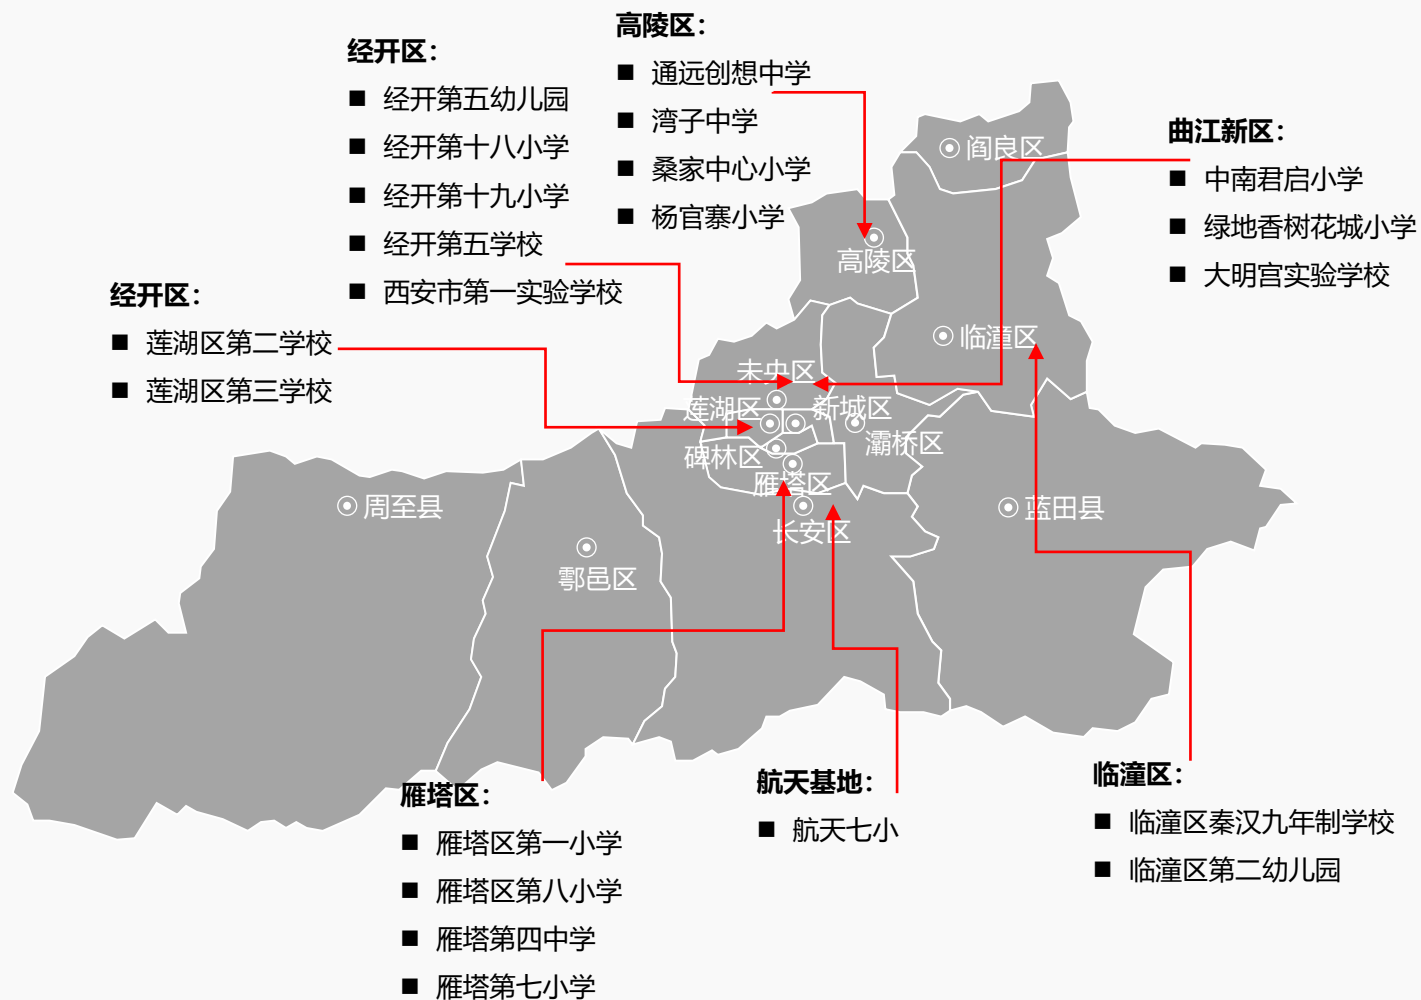 高陵区：
通远创想中学
湾子中学
桑家中心小学
杨官寨小学
经开区：
经开第五幼儿园
经开第十八小学
经开第十九小学
经开第五学校
西安市第一实验学校
曲江新区：
中南君启小学
绿地香树花城小学
大明宫实验学校
经开区：
莲湖区第二学校
莲湖区第三学校
阎良区
高陵区
临潼区
未央区
莲湖区
新城区
灞桥区
碑林区
雁塔区
长安区
周至县
鄠邑区
蓝田县
雁塔区：
雁塔区第一小学
雁塔区第八小学
雁塔第四中学
雁塔第七小学
航天基地：
航天七小
临潼区：
临潼区秦汉九年制学校
临潼区第二幼儿园